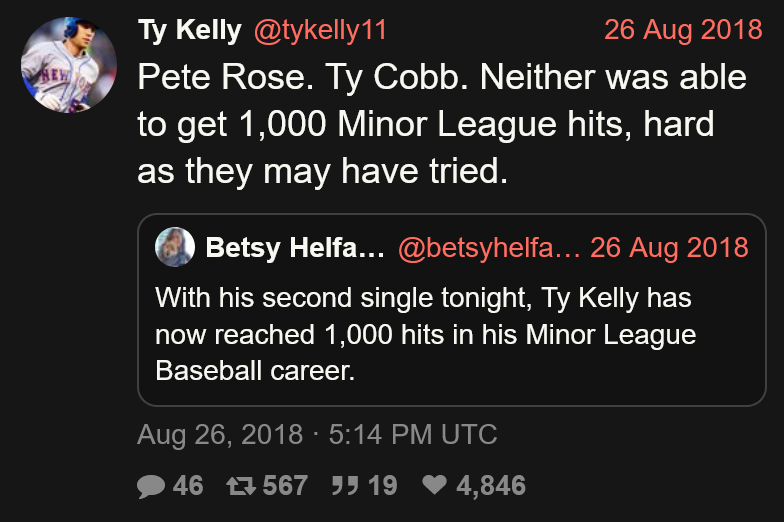 Ty Kelly @tykelly11 26 Aug 2018
Pete Rose. Ty Cobb. Neither was able
to get 1,000 Minor League hits, hard
as they may have tried.
Betsy Helfa... @betsyhelfa... 26 Aug 2018
With his second single tonight, Ty Kelly has
now reached 1,000 hits in his Minor League
Baseball career.
Aug 26, 2018 · 5:14 PM UTC
46 567 19 4,846